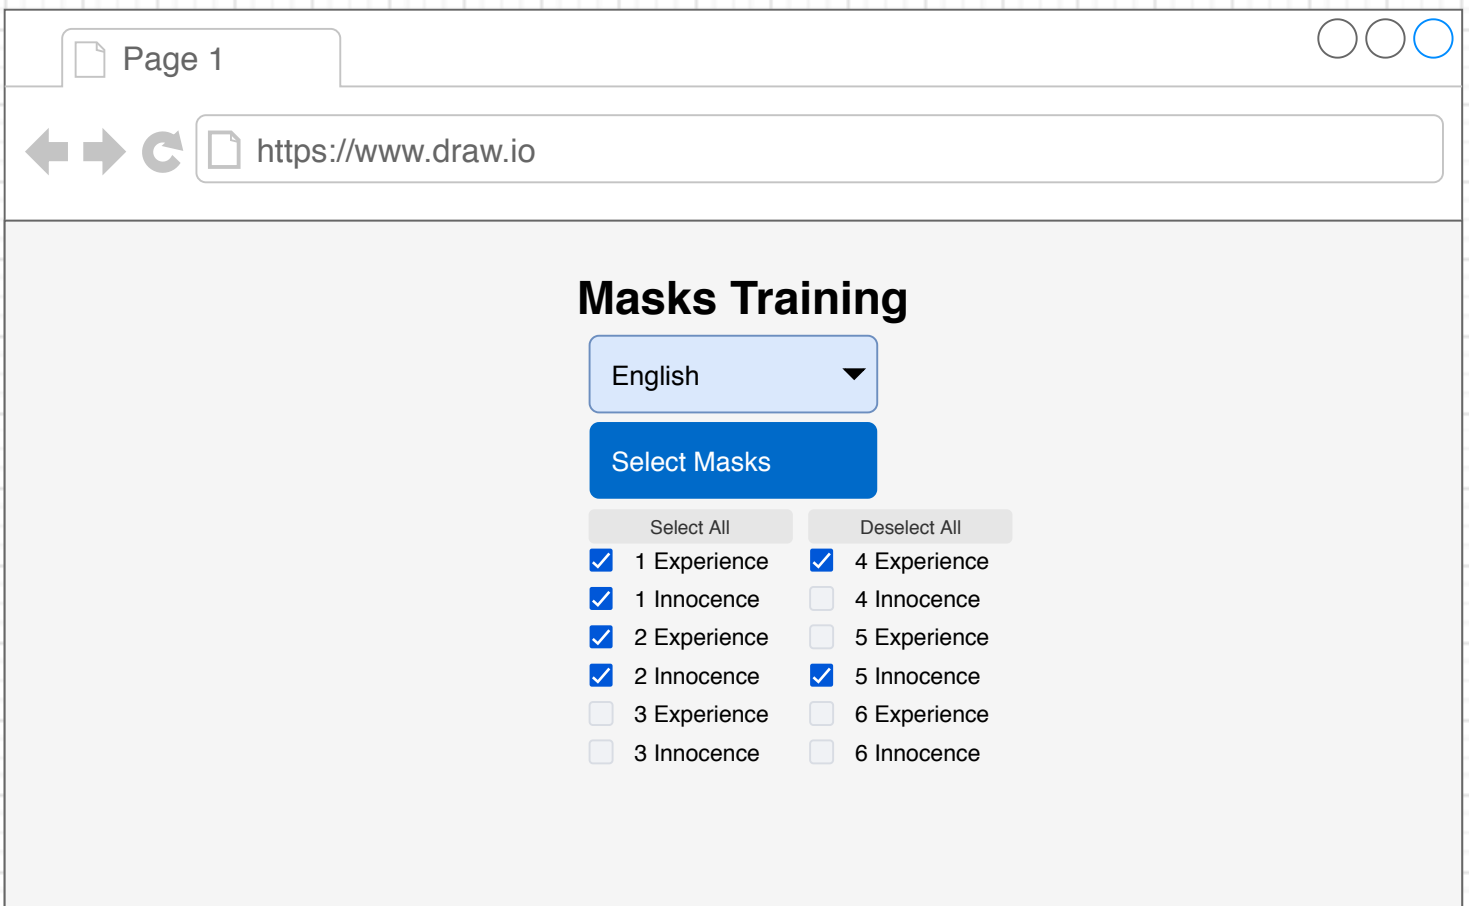 Page 1
https://www.draw.io
Masks Training
English
Select Masks
Select All
Deselect All
1 Experience
4 Experience
1 Innocence
4 Innocence
2 Experience
5 Experience
2 Innocence
5 Innocence
3 Experience
6 Experience
3 Innocence
6 Innocence